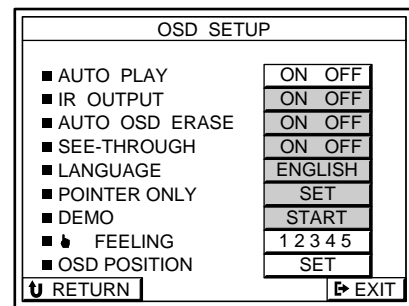 OSD SETUP
AUTO PLAY ON OFF
IR OUTPUT ON OFF
AUTO OSD ERASE ON OFF
SEE-THROUGH ON OFF
LANGUAGE ENGLISH
POINTER ONLY SET
DEMO START
FEELING 1 2 3 4 5
OSD POSITION SET
RETURN EXIT